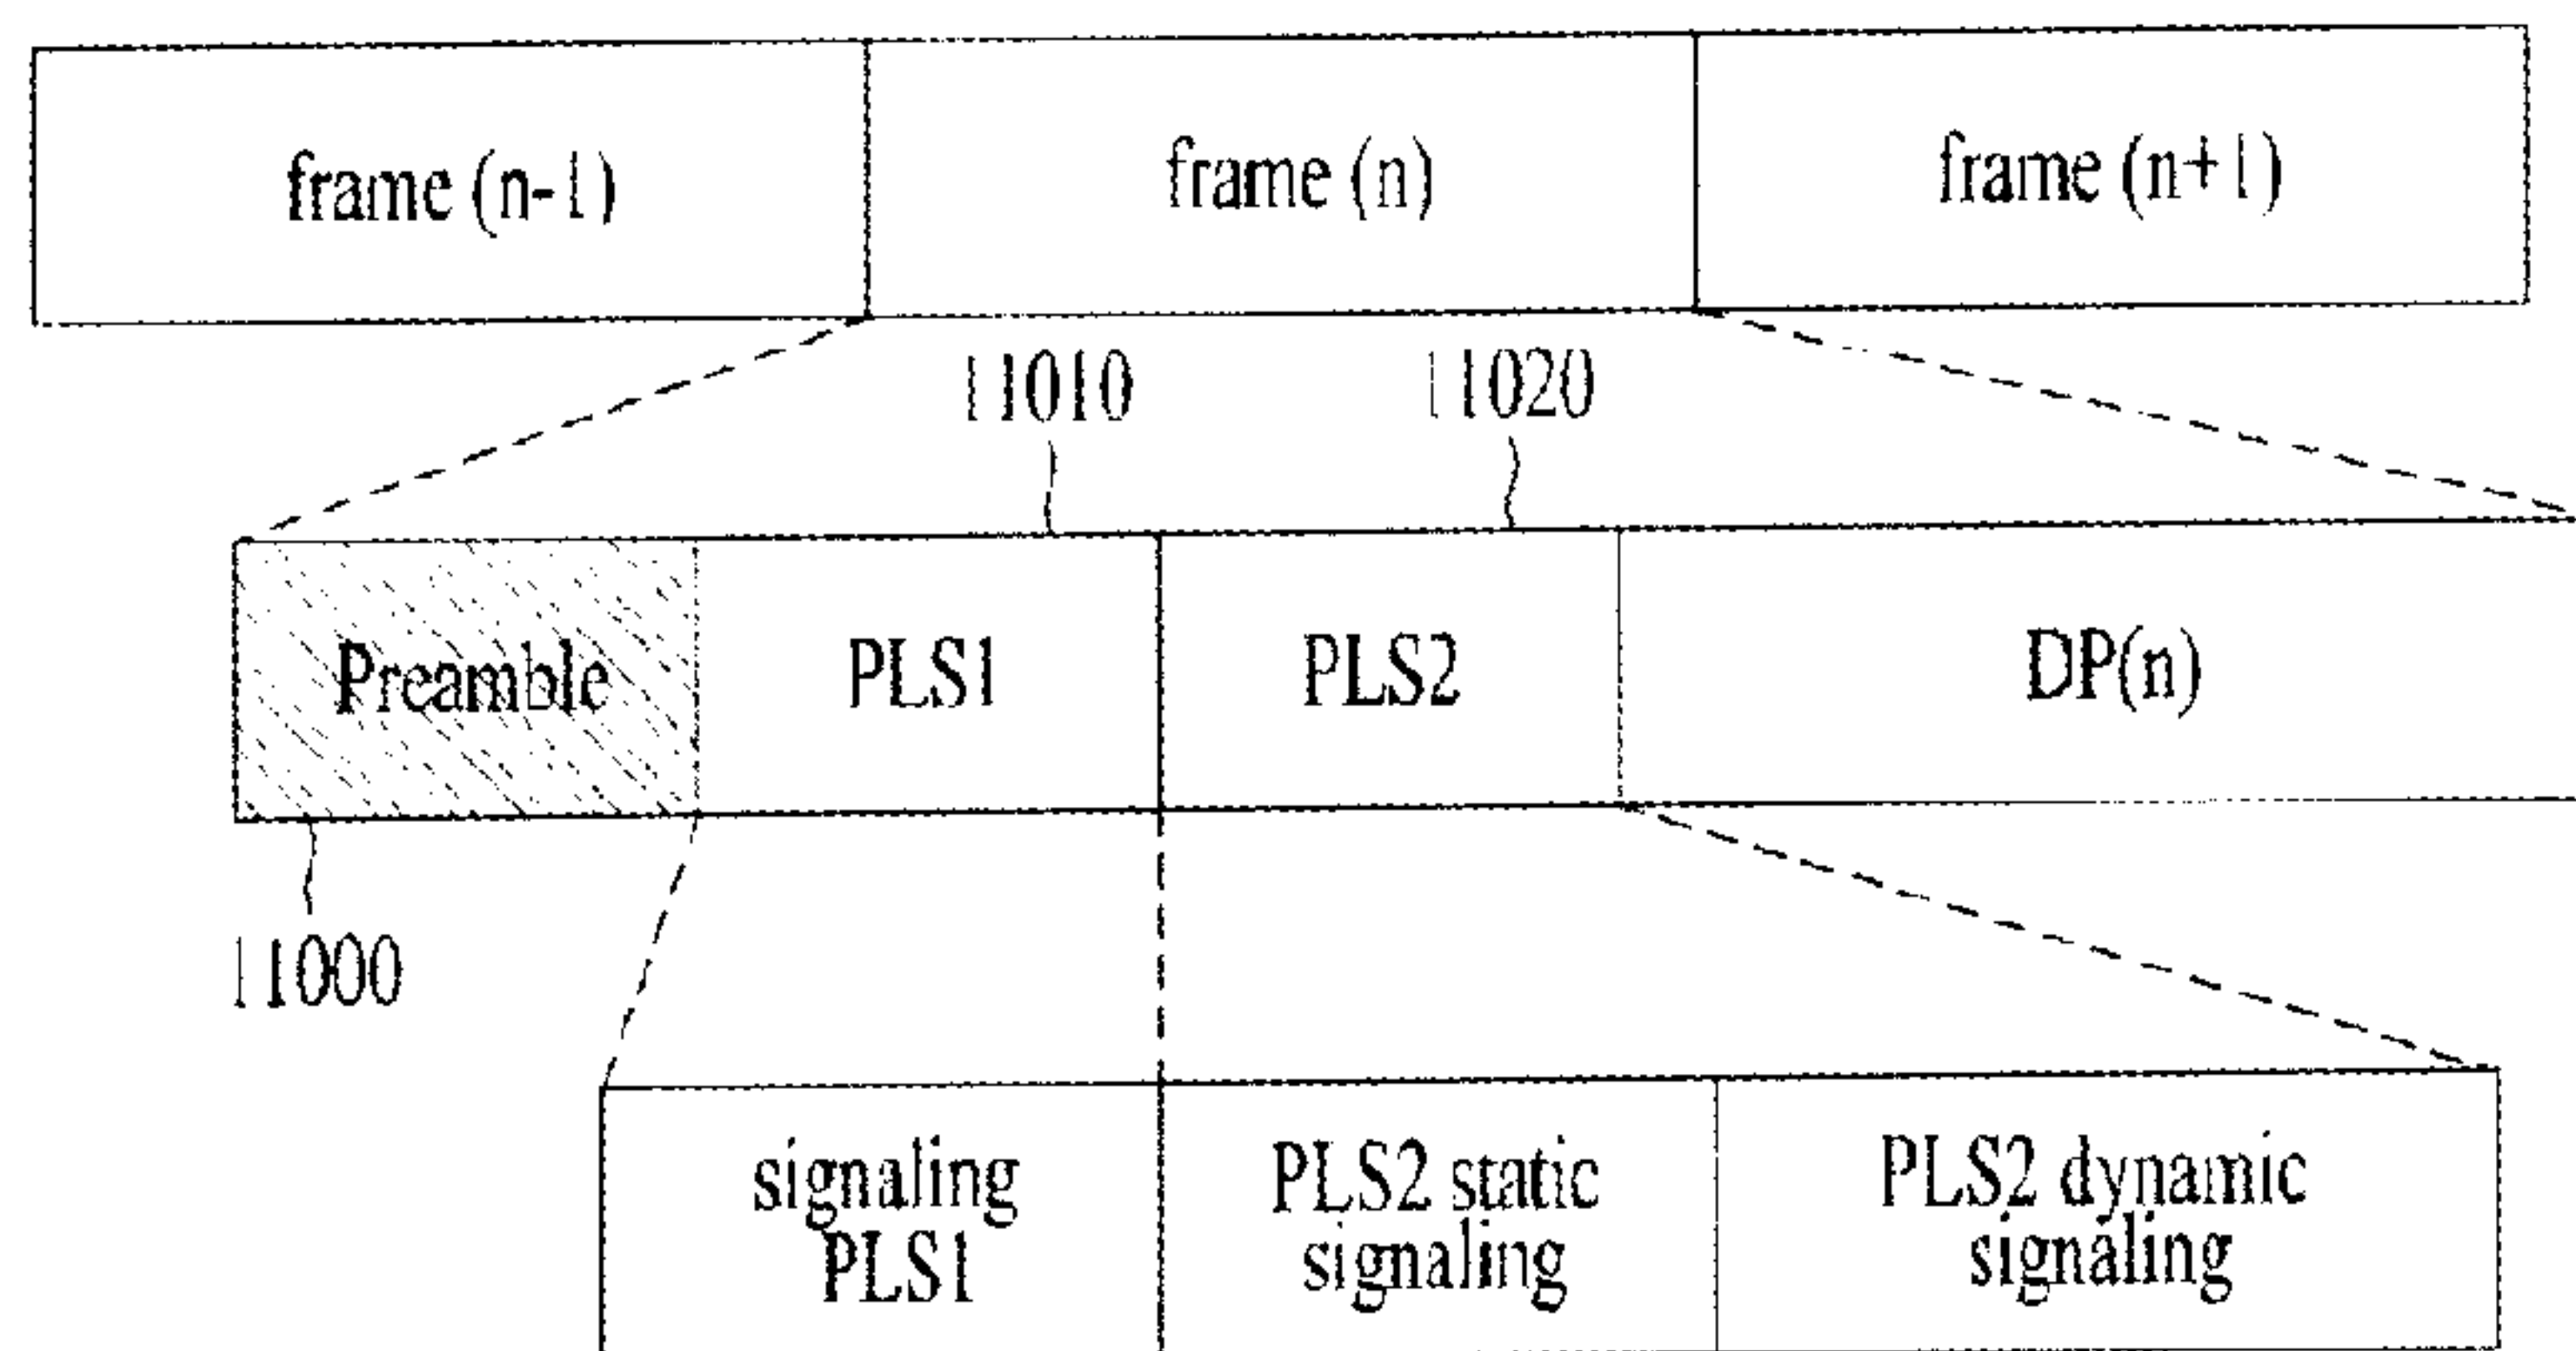 frame (n-1)
frame (n)
frame (n+1)
11010
11020
Preamble
PLS1
PLS2
DP(n)
11000
signaling
PLS1
PLS2 static
signaling
PLS2 dynamic
signaling